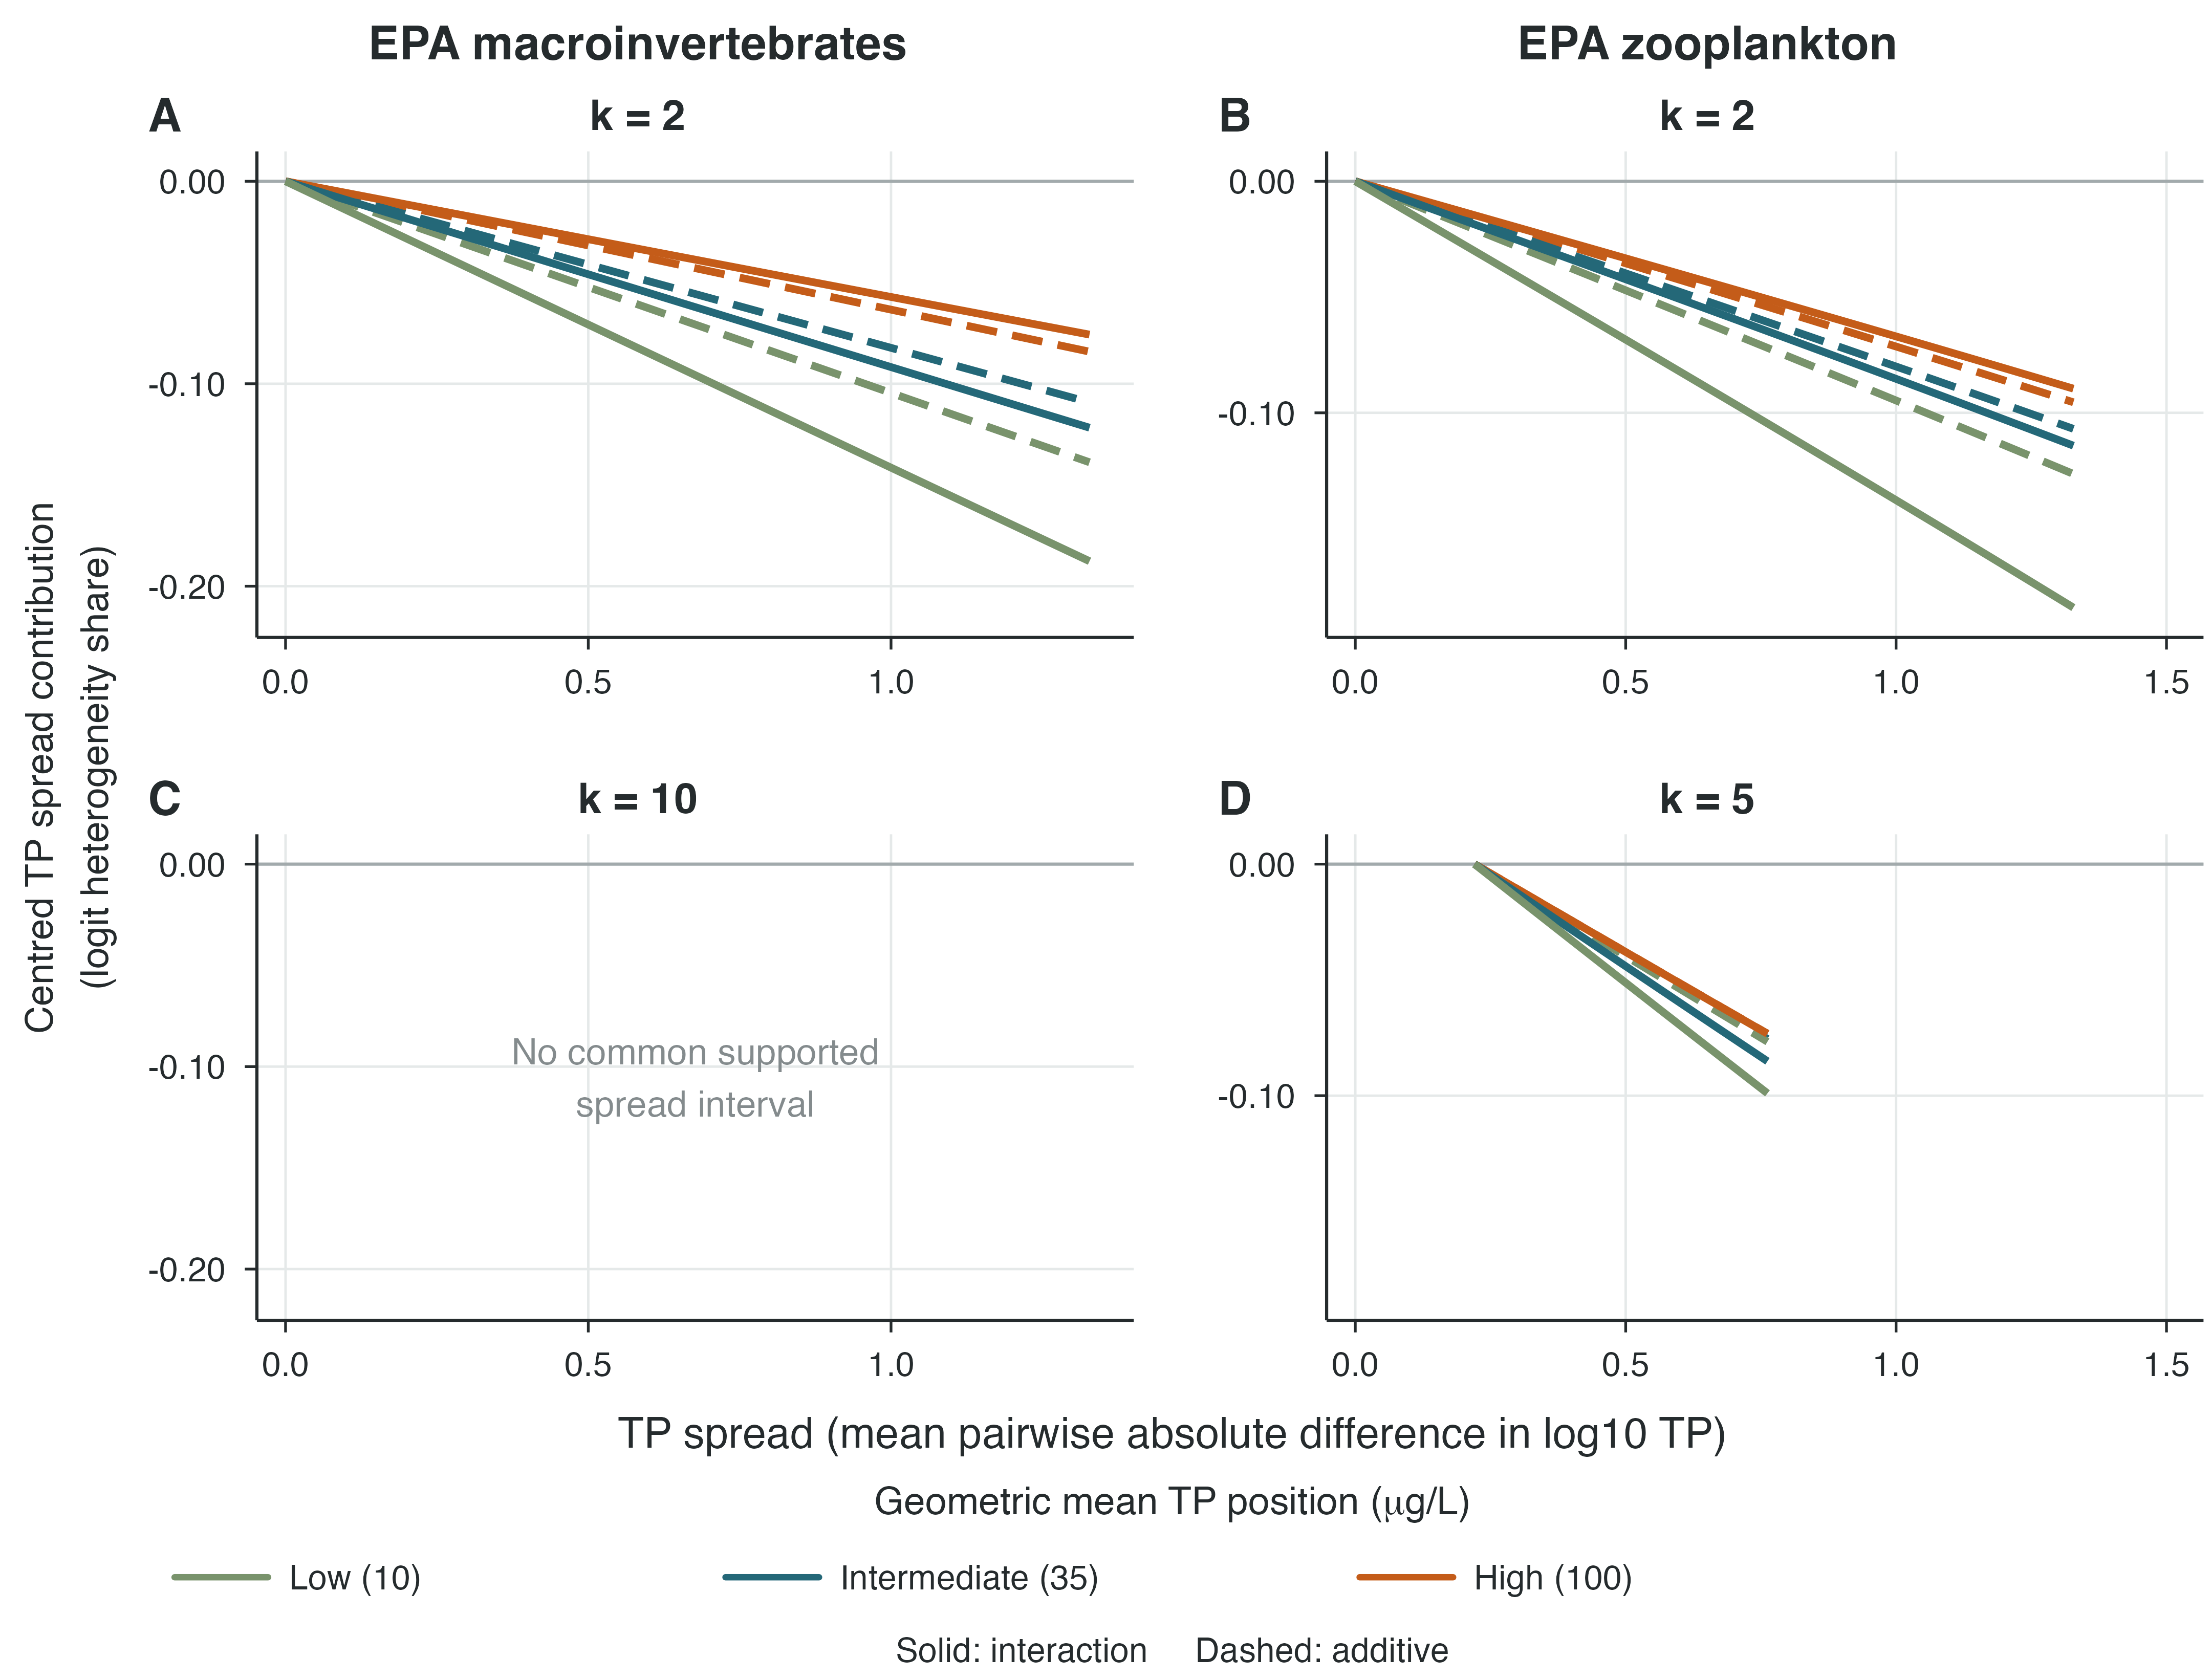 EPA macroinvertebrates
EPA zooplankton
A
k = 2
B
k = 2
0.00
-0.10
-0.20
0.0
0.5
1.0
0.00
-0.10
0.0
0.5
1.0
1.5
Centred TP spread contribution
(logit heterogeneity share)
C
k = 10
D
k = 5
0.00
-0.10
-0.20
No common supported
spread interval
0.0
0.5
1.0
0.00
-0.10
0.0
0.5
1.0
1.5
TP spread (mean pairwise absolute difference in log10 TP)
Geometric mean TP position (μg/L)
Low (10)
Intermediate (35)
High (100)
Solid: interaction
Dashed: additive